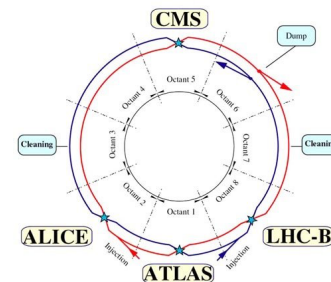 CMS
Dump
Octant 5
Octant 4
Octant 6
Octant 3
Octant 7
Cleaning
Cleanin
Octant 2
Octant 8
Octant 1
ALICE
LHC-B
Injection
Injection
ATLAS